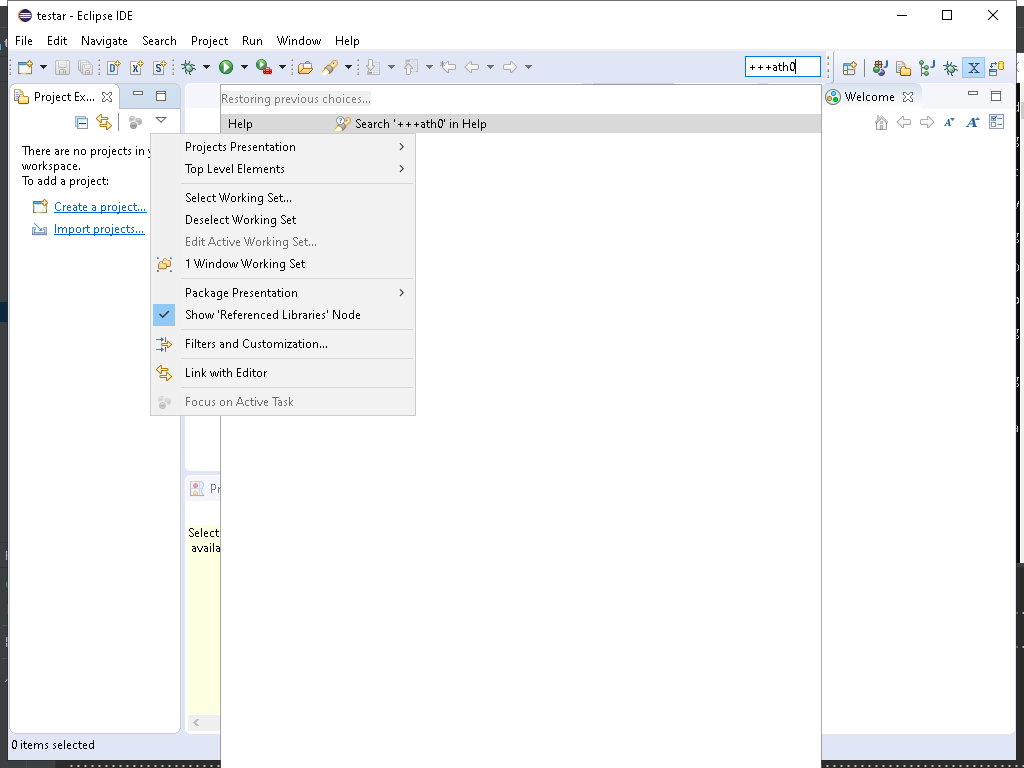 testar - Eclipse IDE
File Edit Navigate Search Project Run Window Help
+++ath0
Project Ex...
Welcome
Restoring previous choices...
Help Search '+++ath0' in Help
There are no projects in
workspace.
To add a project:
Create a project...
Import projects...
Projects Presentation
Top Level Elements
Select Working Set...
Deselect Working Set
Edit Active Working Set...
1 Window Working Set
Package Presentation
Show 'Referenced Libraries' Node
Filters and Customization...
Link with Editor
Focus on Active Task
Pr
Select
availa
0 items selected